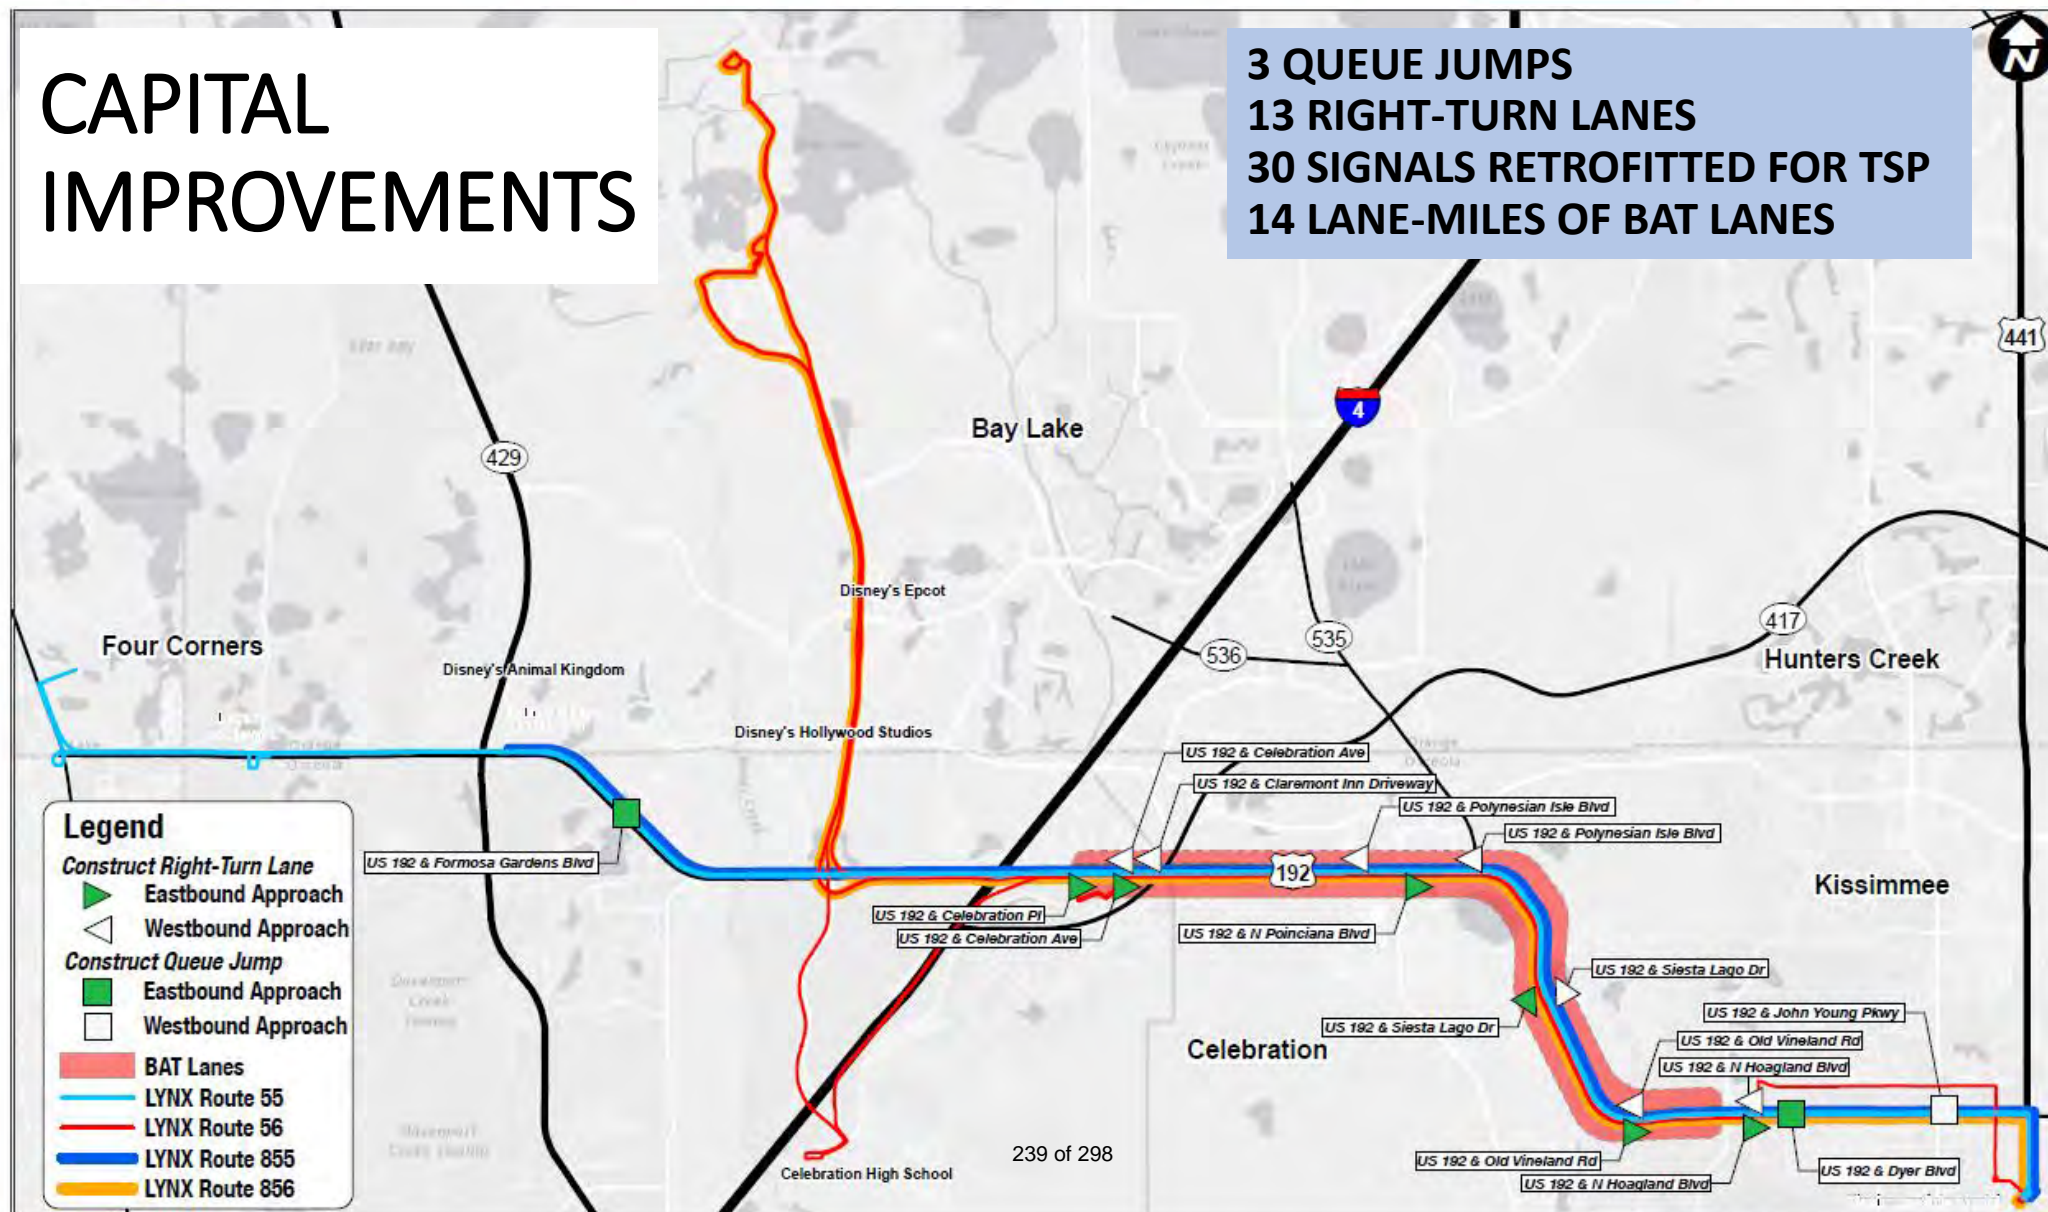 CAPITAL
IMPROVEMENTS
3 QUEUE JUMPS
13 RIGHT-TURN LANES
30 SIGNALS RETROFITTED FOR TSP
14 LANE-MILES OF BAT LANES
N
441
4
Bay Lake
429
Disney's Epcot
417
535
536
Four Corners
Hunters Creek
Disney's Animal Kingdom
Disney's Hollywood Studios
US 192 & Celebration Ave
US 192 & Claremont Inn Driveway
US 192 & Polynesian Isle Blvd
US 192 & Polynesian Isle Blvd
US 192 & Formosa Gardens Blvd
192
Kissimmee
US 192 & Celebration Pl
US 192 & Celebration Ave
US 192 & N Poinciana Blvd
US 192 & Siesta Lago Dr
US 192 & Siesta Lago Dr
US 192 & John Young Pkwy
Celebration
US 192 & Old Vineland Rd
US 192 & N Hoagland Blvd
US 192 & Old Vineland Rd
US 192 & N Hoagland Blvd
US 192 & Dyer Blvd
Celebration High School
239 of 298
Legend
Construct Right-Turn Lane
Eastbound Approach
Westbound Approach
Construct Queue Jump
Eastbound Approach
Westbound Approach
BAT Lanes
LYNX Route 55
LYNX Route 56
LYNX Route 855
LYNX Route 856